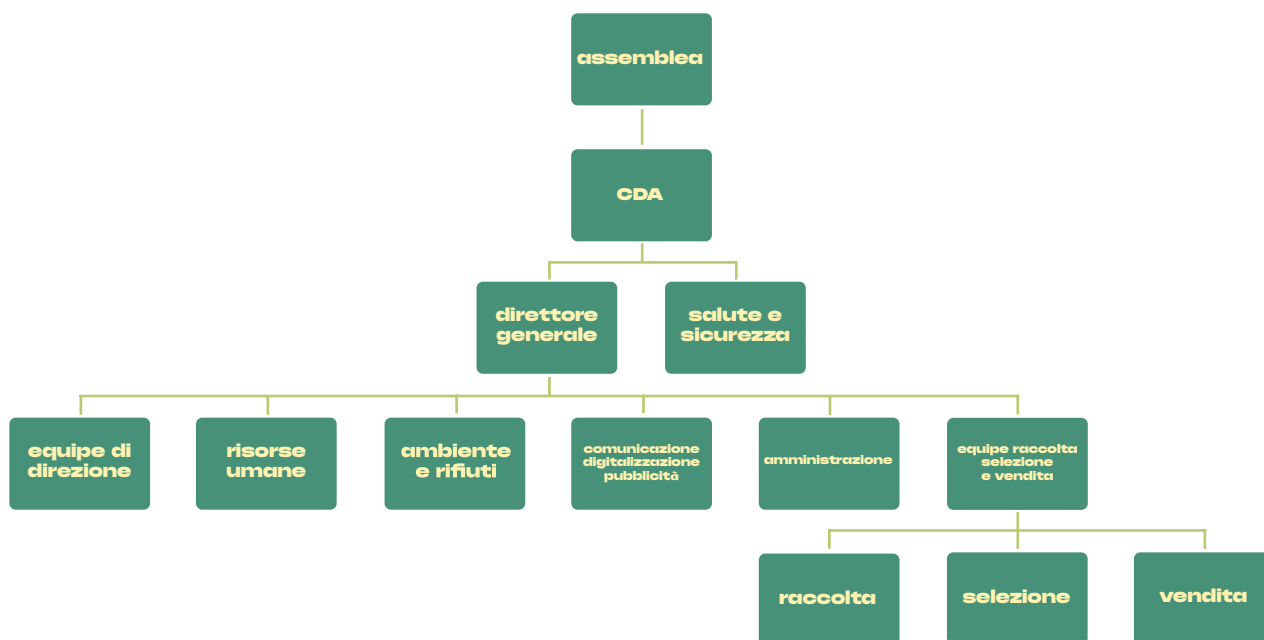 assemblea
CDA
direttore
generale
salute e
sicurezza
equipe di
direzione
risorse
umane
ambiente
e rifiuti
comunicazione
digitalizzazione
pubblicità
amministrazione
equipe raccolta
selezione
e vendita
raccolta
selezione
vendita